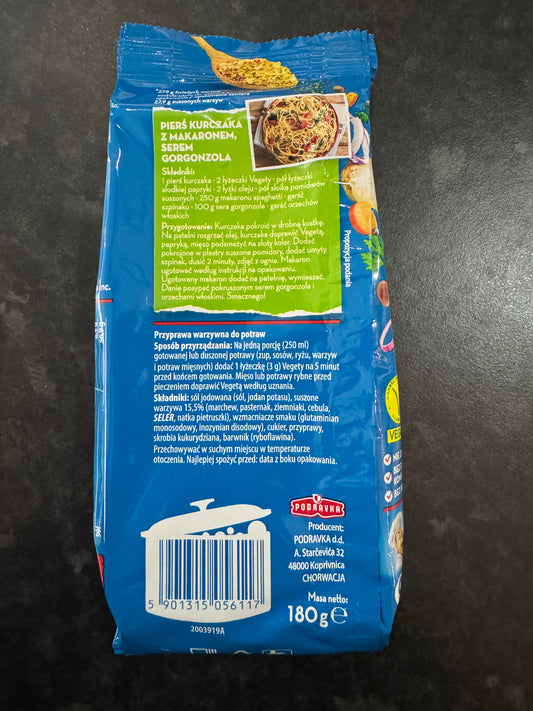 27,0 g suszonych warzyw
PIERŚ KURCZAKA
Z MAKARONEM,
SEREM
GORGONZOLA
Składniki:
1 pierś kurczaka · 2 łyżeczki Vegety · pół łyżeczki
słodkiej papryki · 2 łyżki oleju · pół słoika pomidorów
suszonych · 250 g makaronu spaghetti · garść
szpinaku · 100 g sera gorgonzola · garść orzechów
włoskich
Przygotowanie: Kurczaka pokroić w drobną kostkę.
Na patelni rozgrzać olej, kurczaka doprawić Vegetą,
papryką, mięso podsmażyć na złoty kolor. Dodać
pokrojone w plastry suszone pomidory, dodać umyty
szpinak, dusić 2 minuty, zdjąć z ognia. Makaron
ugotować według instrukcji na opakowaniu.
Ugotowany makaron dodać na patelnię, wymieszać.
Danie posypać pokruszonym serem gorgonzola i
orzechami włoskimi. Smacznego!
Propozycja podania
Przyprawa warzywna do potraw
Sposób przyrządzania: Na jedną porcję (250 ml)
gotowanej lub duszonej potrawy (zup, sosów, ryżu, warzyw
i potraw mięsnych) dodać 1 łyżeczkę (3 g) Vegety na 5 minut
przed końcem gotowania. Mięso lub potrawy rybne przed
pieczeniem doprawić Vegetą według uznania.
Składniki: sól jodowana (sól, jodan potasu), suszone
warzywa 15,5% (marchew, pasternak, ziemniaki, cebula,
SELER, natka pietruszki), wzmacniacze smaku (glutaminian
monosodowy, inozynian disodowy), cukier, przyprawy,
skrobia kukurydziana, barwnik (ryboflawina).
Przechowywać w suchym miejscu w temperaturze
otoczenia. Najlepiej spożyć przed: data z boku opakowania.
PODRAVKA
Producent:
PODRAVKA d.d.
A. Starčevića 32
48000 Koprivnica
CHORWACJA
Masa netto:
180 g e
5 901315 056117
2003919A